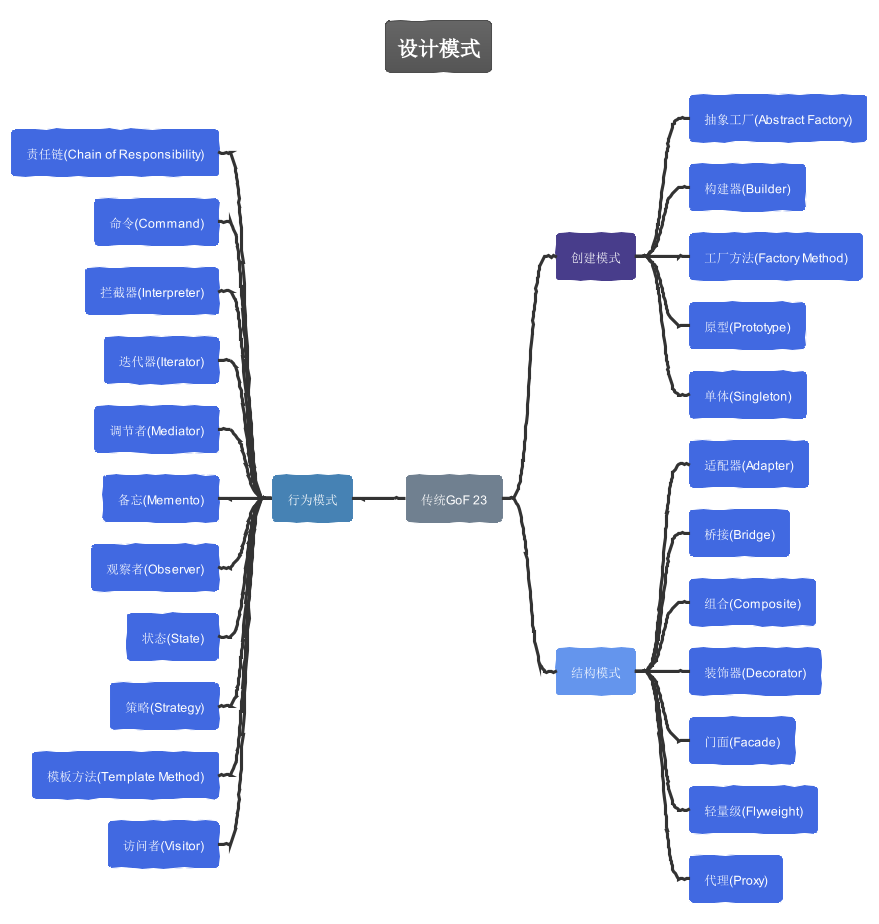 设计模式
责任链(Chain of Responsibility)
命令(Command)
拦截器(Interpreter)
迭代器(Iterator)
调节者(Mediator)
备忘(Memento)
观察者(Observer)
状态(State)
策略(Strategy)
模板方法(Template Method)
访问者(Visitor)
行为模式
传统GoF 23
创建模式
抽象工厂(Abstract Factory)
构建器(Builder)
工厂方法(Factory Method)
原型(Prototype)
单体(Singleton)
结构模式
适配器(Adapter)
桥接(Bridge)
组合(Composite)
装饰器(Decorator)
门面(Facade)
轻量级(Flyweight)
代理(Proxy)